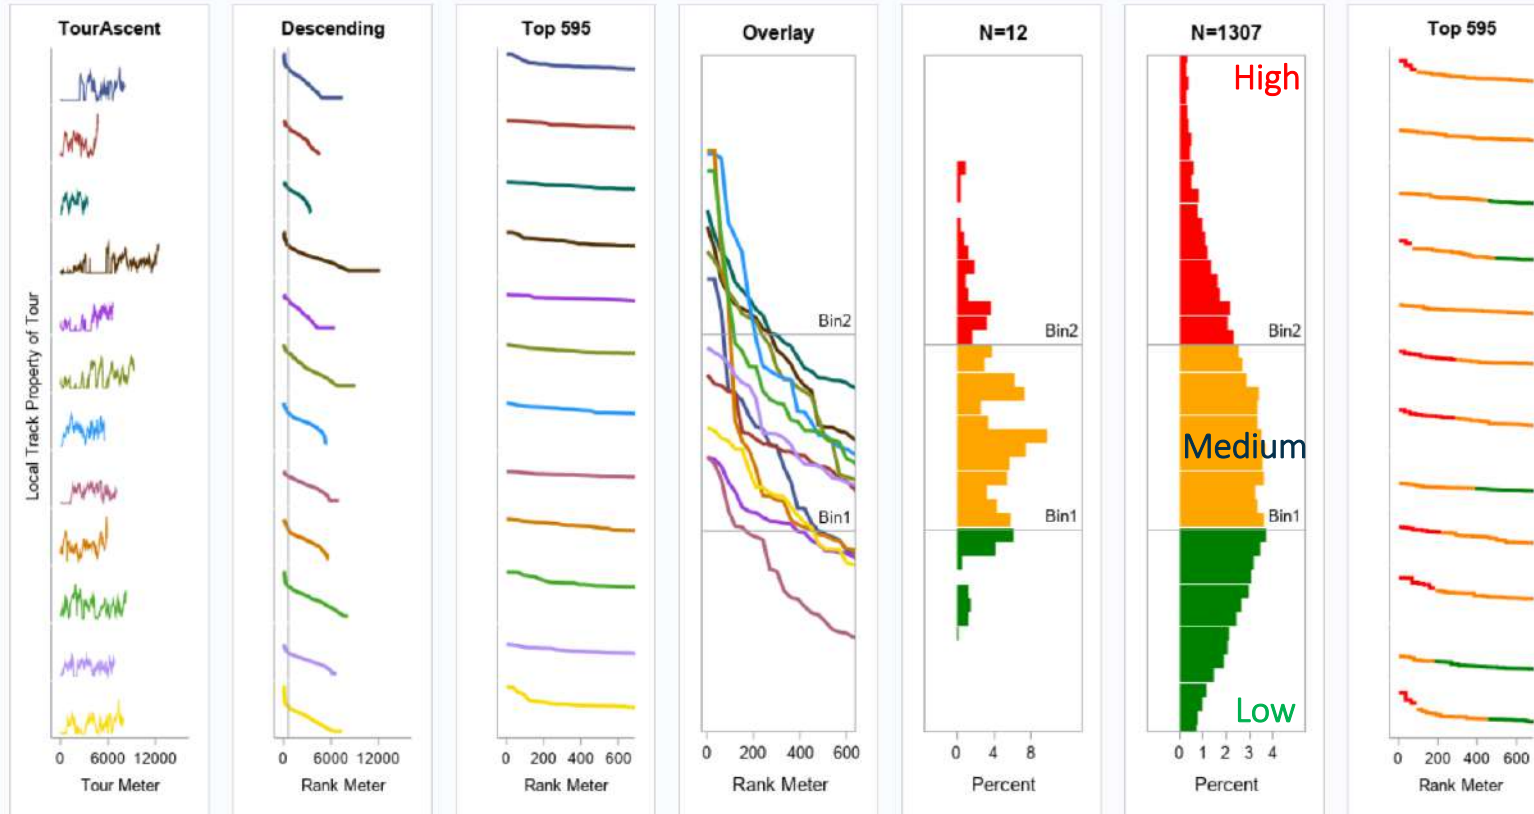 TourAscent
Local Track Property of Tour
0 6000 12000
Tour Meter
Descending
0 6000 12000
Rank Meter
Top 595
0 200 400 600
Rank Meter
Overlay
Bin2
Bin1
0 200 400 600
Rank Meter
N=12
Bin2
Bin1
0 4 8
Percent
N=1307
High
Bin2
Medium
Bin1
Low
0 1 2 3 4
Percent
Top 595
0 200 400 600
Rank Meter